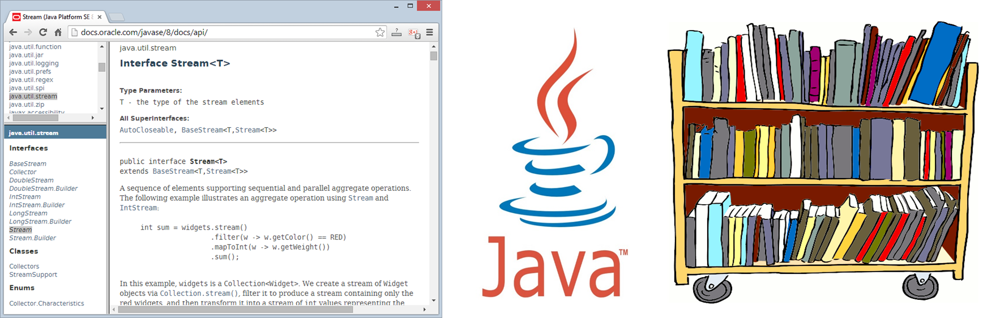 Stream (Java Platform SE 8
docs.oracle.com/javase/8/docs/api/
java.util.function
java.util.jar
java.util.logging
java.util.prefs
java.util.regex
java.util.spi
java.util.stream
java.util.zip
javax.accessibility
java.util.stream
Interfaces
BaseStream
Collector
DoubleStream
DoubleStream.Builder
IntStream
IntStream.Builder
LongStream
LongStream.Builder
Stream
Stream.Builder
Classes
Collectors
StreamSupport
Enums
Collector.Characteristics
java.util.stream
Interface Stream<T>
Type Parameters:
T - the type of the stream elements
All SuperInterfaces:
AutoCloseable, BaseStream<T,Stream<T>>
public interface Stream<T>
extends BaseStream<T,Stream<T>>
A sequence of elements supporting sequential and parallel aggregate operations.
The following example illustrates an aggregate operation using Stream and
IntStream:
int sum = widgets.stream()
.filter(w -> w.getColor() == RED)
.mapToInt(w -> w.getWeight())
.sum();
In this example, widgets is a Collection<Widget>. We create a stream of Widget
objects via Collection.stream(), filter it to produce a stream containing only the
red widgets, and then transform it into a stream of int values representing the
Java™